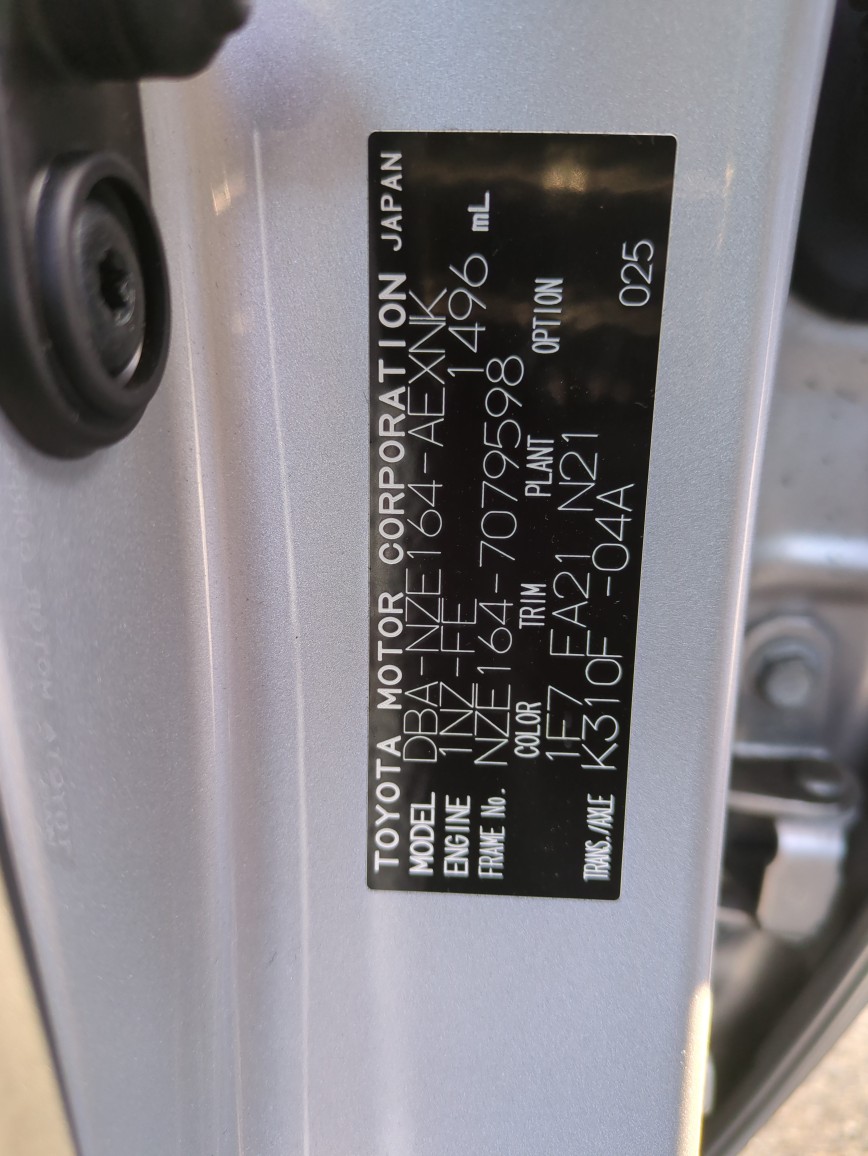 TOYOTA MOTOR CORPORATION JAPAN
MODEL DBA-NZE164-AEXNK
ENGINE 1NZ-FE 1496 mL
FRAME No. NZE164-7079598
COLOR TRIM PLANT OPTION
1F7 FA21 N21
TRANS./AXLE K310F -04A 025